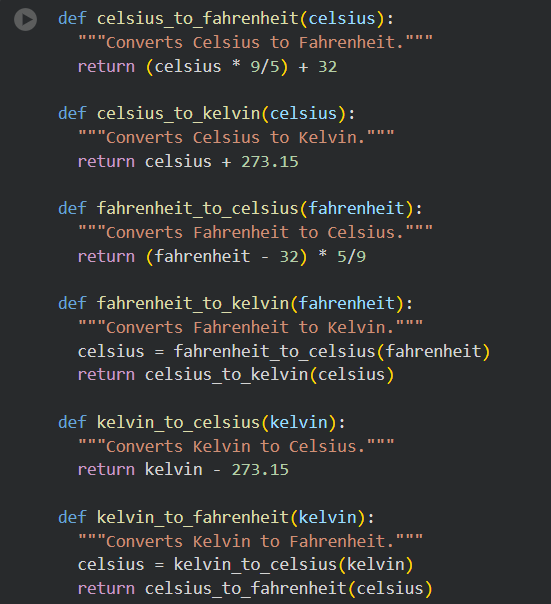 def celsius_to_fahrenheit(celsius):
  """Converts Celsius to Fahrenheit."""
  return (celsius * 9/5) + 32

def celsius_to_kelvin(celsius):
  """Converts Celsius to Kelvin."""
  return celsius + 273.15

def fahrenheit_to_celsius(fahrenheit):
  """Converts Fahrenheit to Celsius."""
  return (fahrenheit - 32) * 5/9

def fahrenheit_to_kelvin(fahrenheit):
  """Converts Fahrenheit to Kelvin."""
  celsius = fahrenheit_to_celsius(fahrenheit)
  return celsius_to_kelvin(celsius)

def kelvin_to_celsius(kelvin):
  """Converts Kelvin to Celsius."""
  return kelvin - 273.15

def kelvin_to_fahrenheit(kelvin):
  """Converts Kelvin to Fahrenheit."""
  celsius = kelvin_to_celsius(kelvin)
  return celsius_to_fahrenheit(celsius)